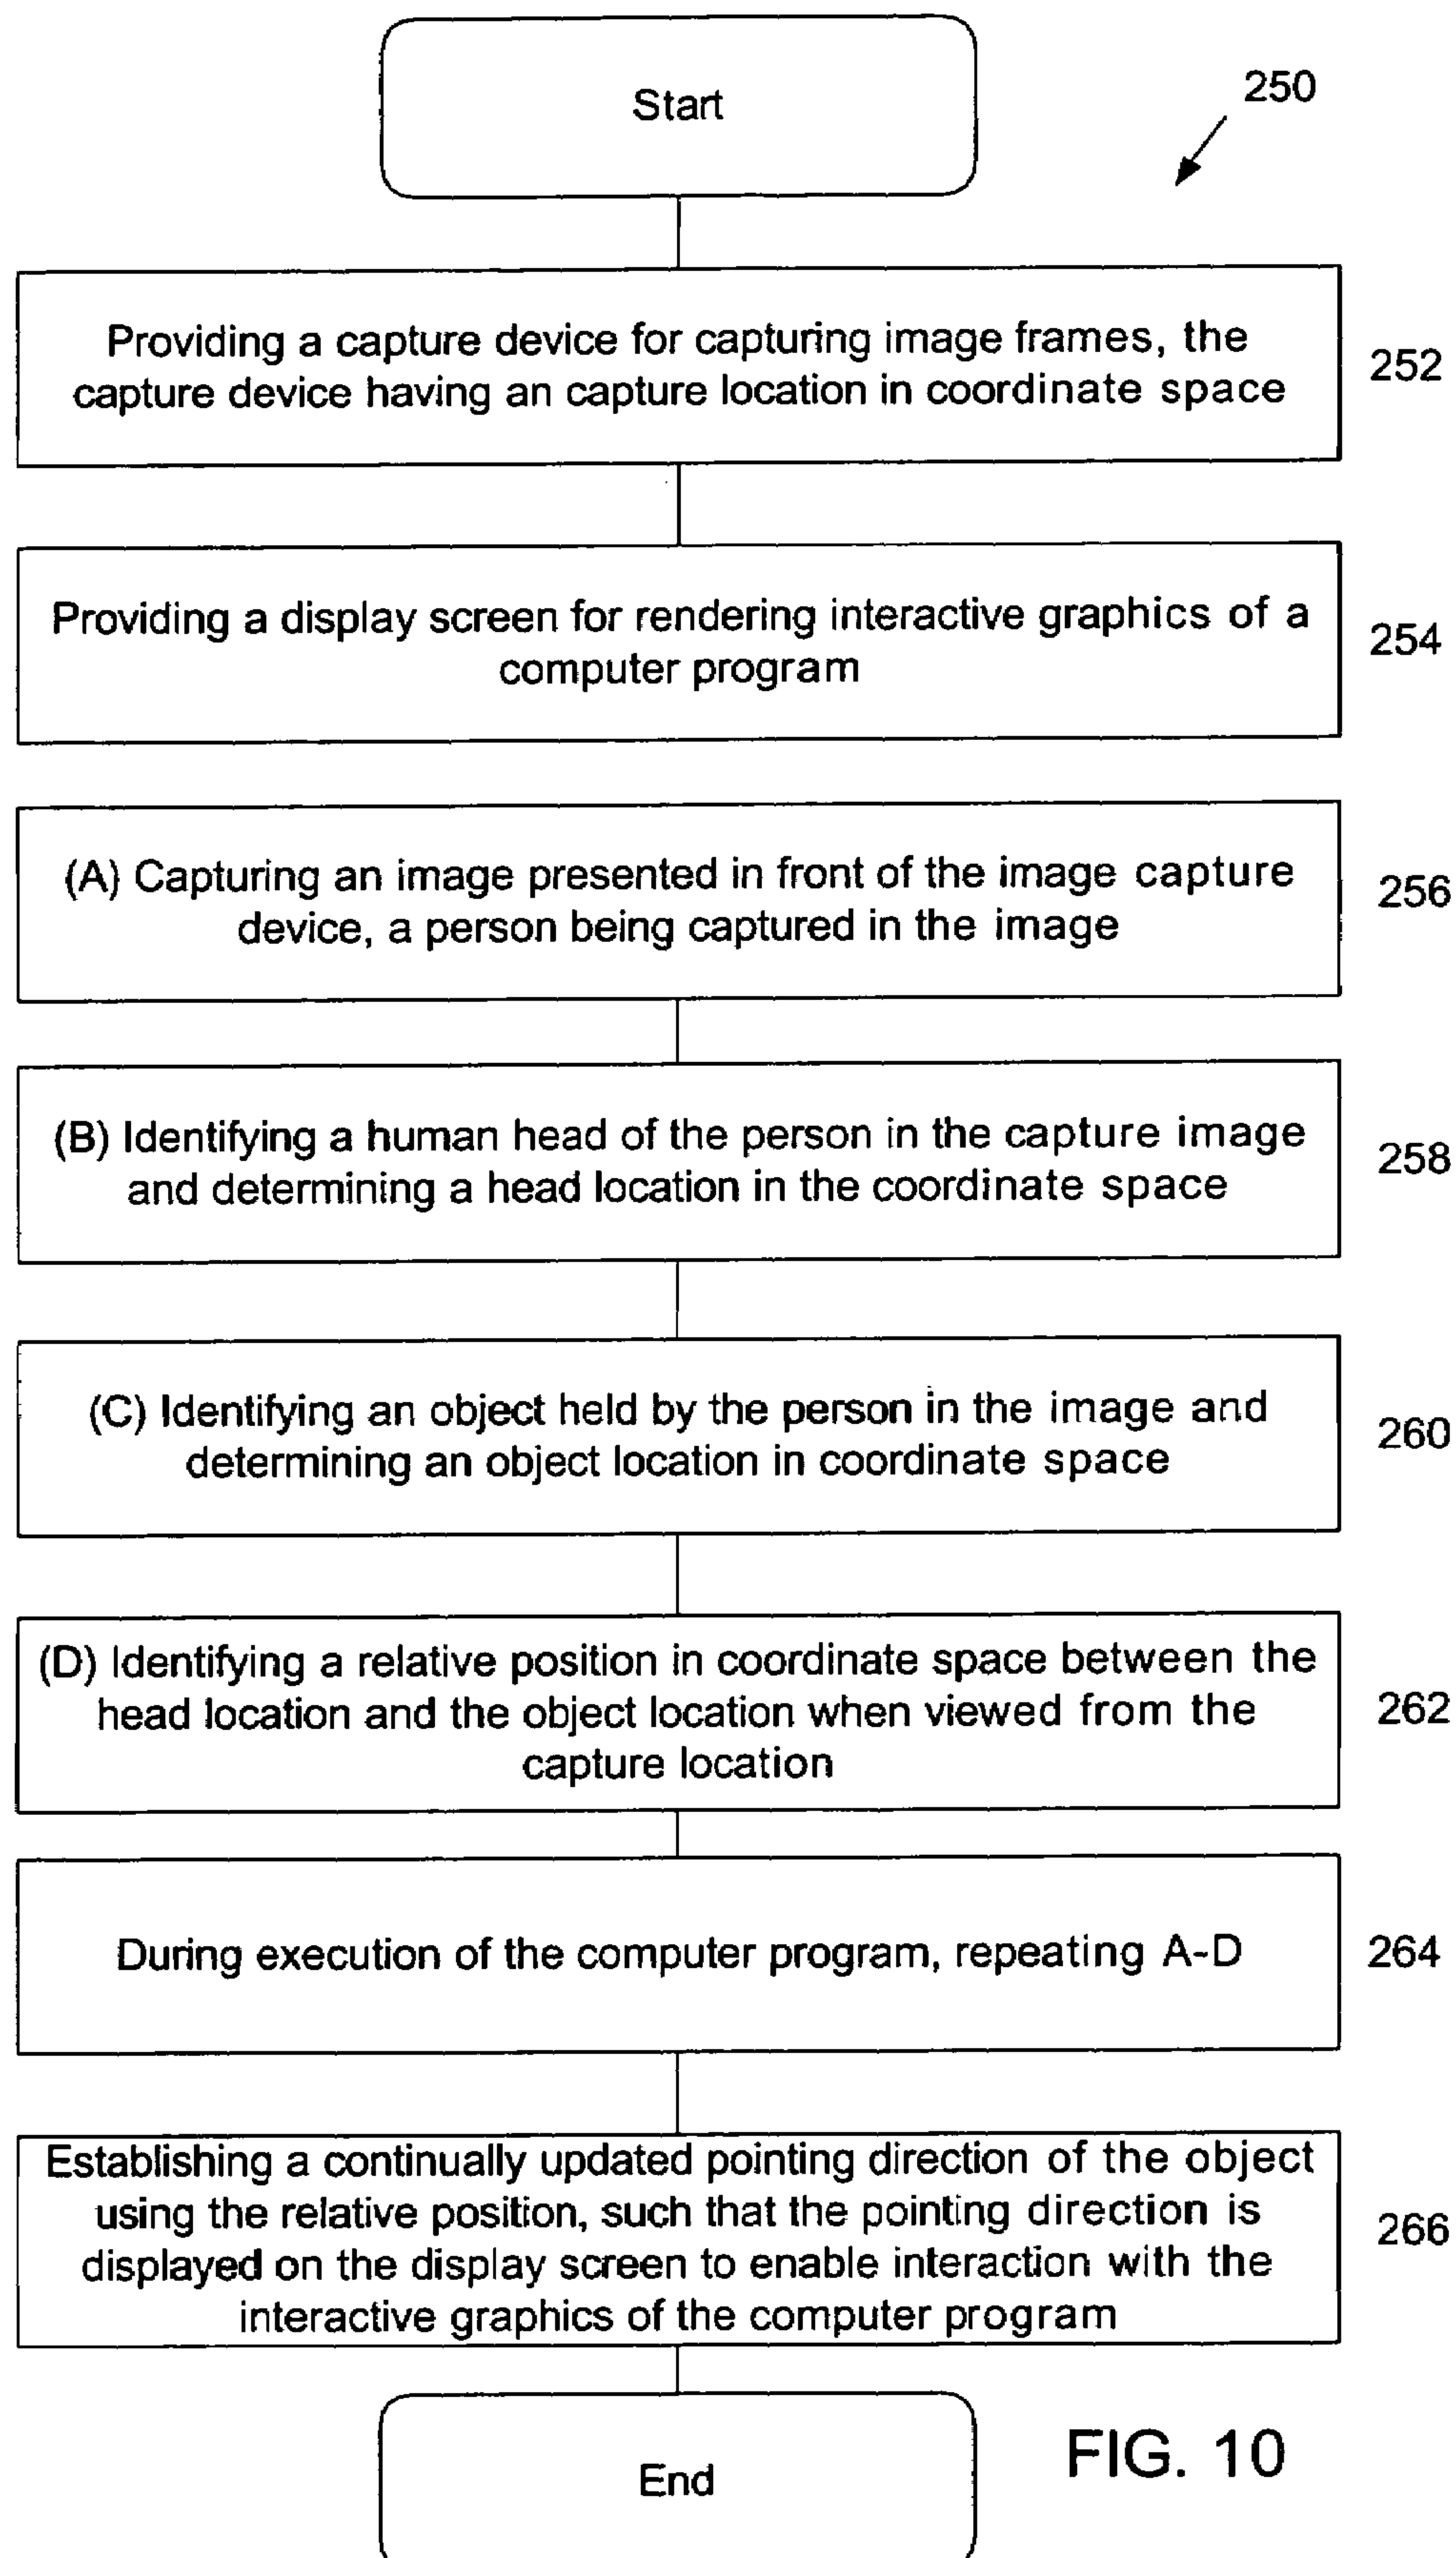 Start
250
Providing a capture device for capturing image frames, the
capture device having an capture location in coordinate space
252
Providing a display screen for rendering interactive graphics of a
computer program
254
(A) Capturing an image presented in front of the image capture
device, a person being captured in the image
256
(B) Identifying a human head of the person in the capture image
and determining a head location in the coordinate space
258
(C) Identifying an object held by the person in the image and
determining an object location in coordinate space
260
(D) Identifying a relative position in coordinate space between the
head location and the object location when viewed from the
capture location
262
During execution of the computer program, repeating A-D
264
Establishing a continually updated pointing direction of the object
using the relative position, such that the pointing direction is
displayed on the display screen to enable interaction with the
interactive graphics of the computer program
266
End
FIG. 10